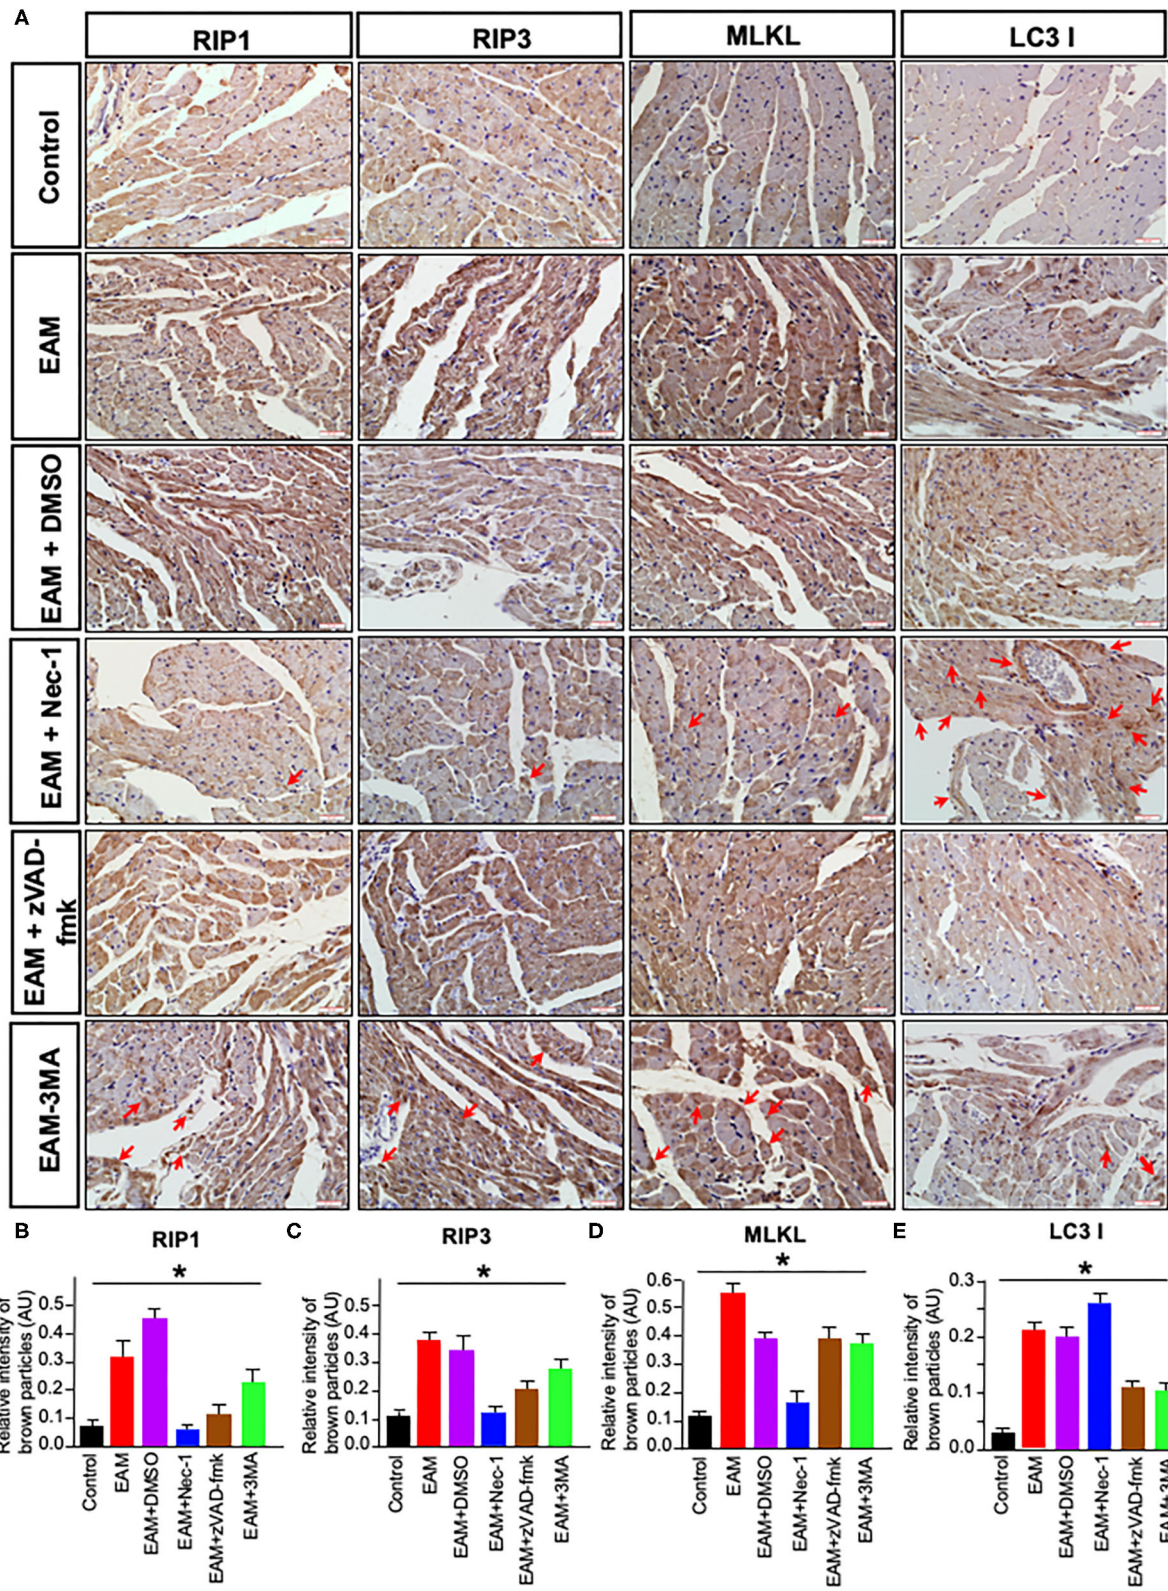 A
RIP1 RIP3 MLKL LC3 I
Control
EAM
EAM + DMSO
EAM + Nec-1
EAM + zVAD-
fmk
EAM-3MA
B RIP1
*
Relative intensity of
brown particles (AU)
0.5
0.4
0.3
0.2
0.1
0.0
Control
EAM
EAM+DMSO
EAM+Nec-1
EAM+zVAD-fmk
EAM+3MA
C RIP3
*
Relative intensity of
brown particles (AU)
0.5
0.4
0.3
0.2
0.1
0.0
Control
EAM
EAM+DMSO
EAM+Nec-1
EAM+zVAD-fmk
EAM+3MA
D MLKL
*
Relative intensity of
brown particles (AU)
0.6
0.5
0.4
0.3
0.2
0.1
0.0
Control
EAM
EAM+DMSO
EAM+Nec-1
EAM+zVAD-fmk
EAM+3MA
E LC3 I
*
Relative intensity of
brown particles (AU)
0.3
0.2
0.1
0.0
Control
EAM
EAM+DMSO
EAM+Nec-1
EAM+zVAD-fmk
EAM+3MA